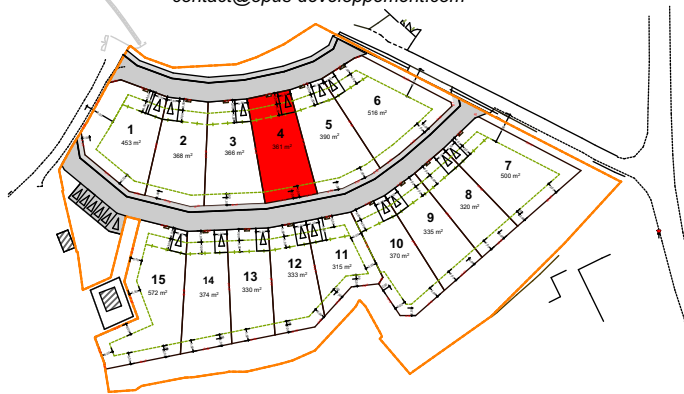 contact@opus-developpement.com
1
453 m²
2
368 m²
3
366 m²
4
361 m²
5
390 m²
6
516 m²
7
500 m²
8
320 m²
9
335 m²
10
370 m²
11
315 m²
12
333 m²
13
330 m²
14
374 m²
15
572 m²